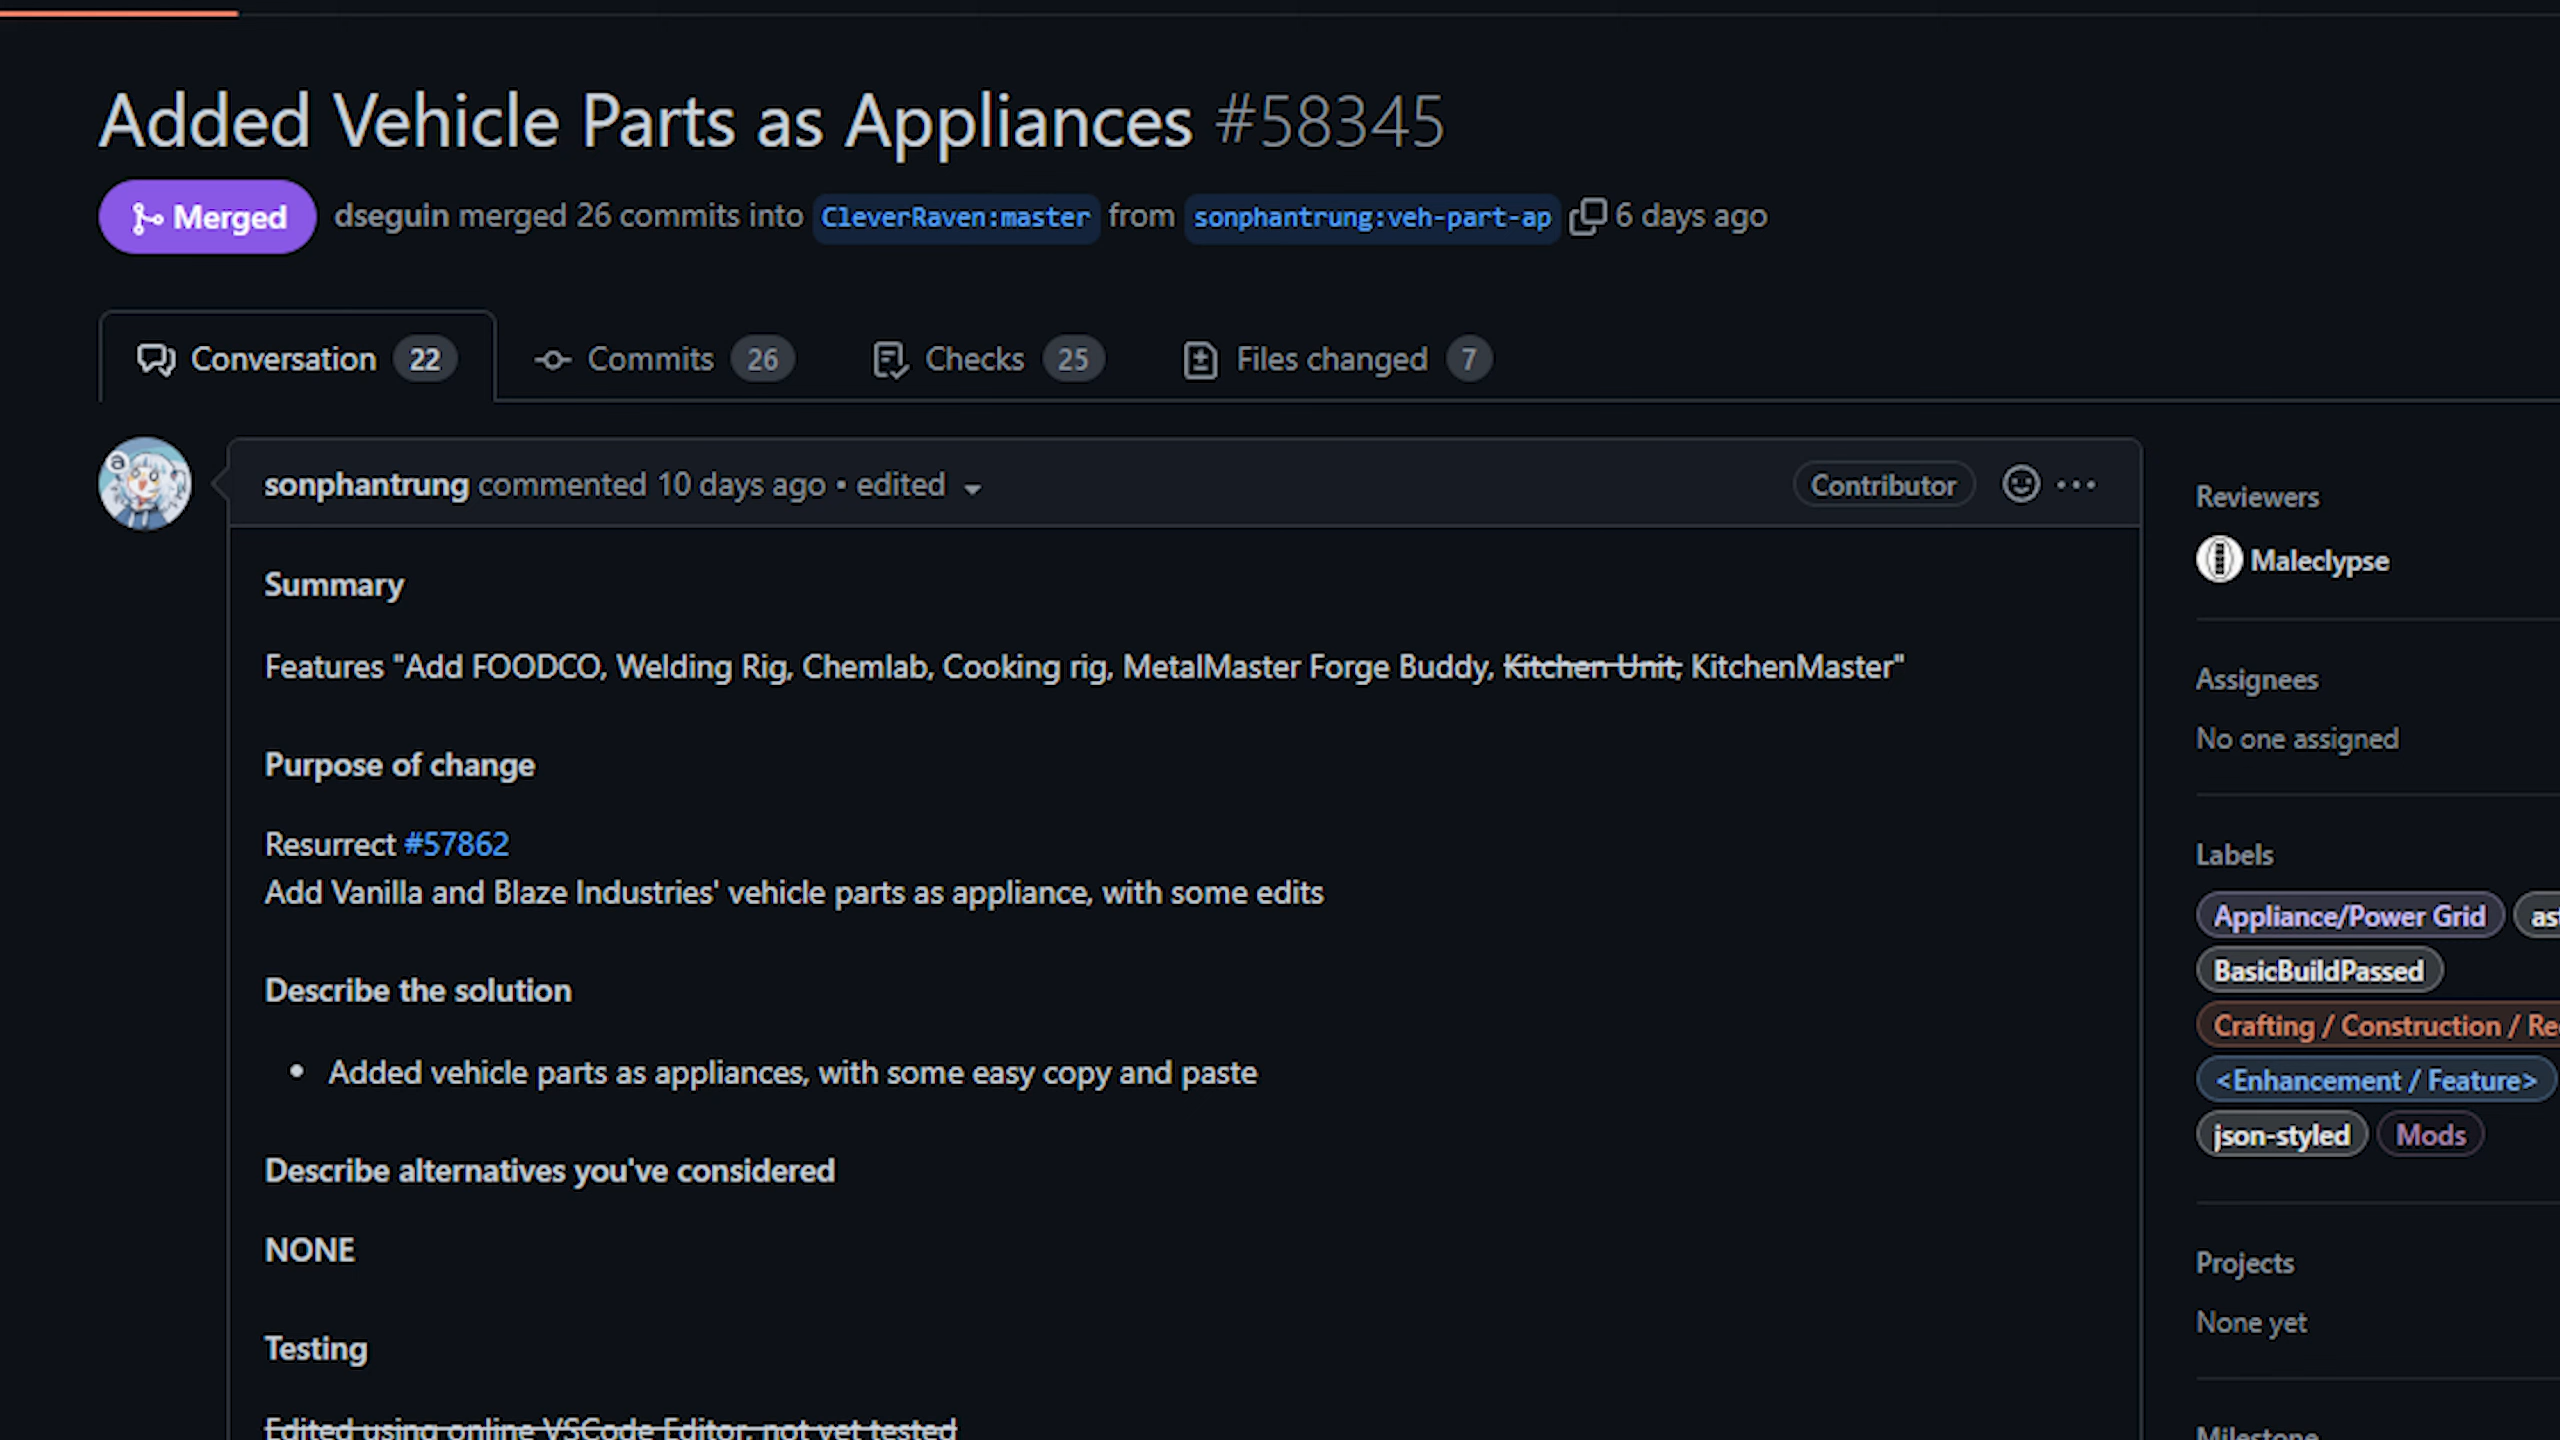 Added Vehicle Parts as Appliances #58345
Merged dseguin merged 26 commits into CleverRaven:master from sonphantrung:veh-part-ap 6 days ago
Conversation 22 Commits 26 Checks 25 Files changed 7
sonphantrung commented 10 days ago • edited Contributor
Summary
Features "Add FOODCO, Welding Rig, Chemlab, Cooking rig, MetalMaster Forge Buddy, Kitchen Unit, KitchenMaster"
Purpose of change
Resurrect #57862
Add Vanilla and Blaze Industries' vehicle parts as appliance, with some edits
Describe the solution
• Added vehicle parts as appliances, with some easy copy and paste
Describe alternatives you've considered
NONE
Testing
Edited using online VSCode Editor, not yet tested
Reviewers
Maleclypse
Assignees
No one assigned
Labels
Appliance/Power Grid
BasicBuildPassed
Crafting / Construction /
<Enhancement / Feature>
json-styled Mods
Projects
None yet
Milestone